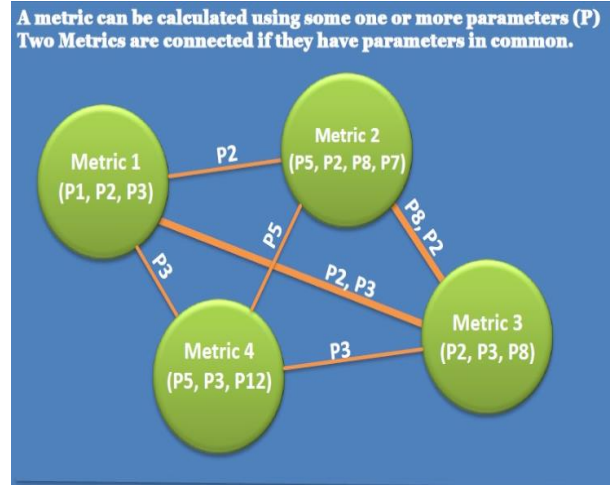 A metric can be calculated using some one or more parameters (P)
Two Metrics are connected if they have parameters in common.
Metric 1
(P1, P2, P3)
P2
Metric 2
(P5, P2, P8, P7)
P5
P8, P2
P3
P2, P3
Metric 4
(P5, P3, P12)
P3
Metric 3
(P2, P3, P8)